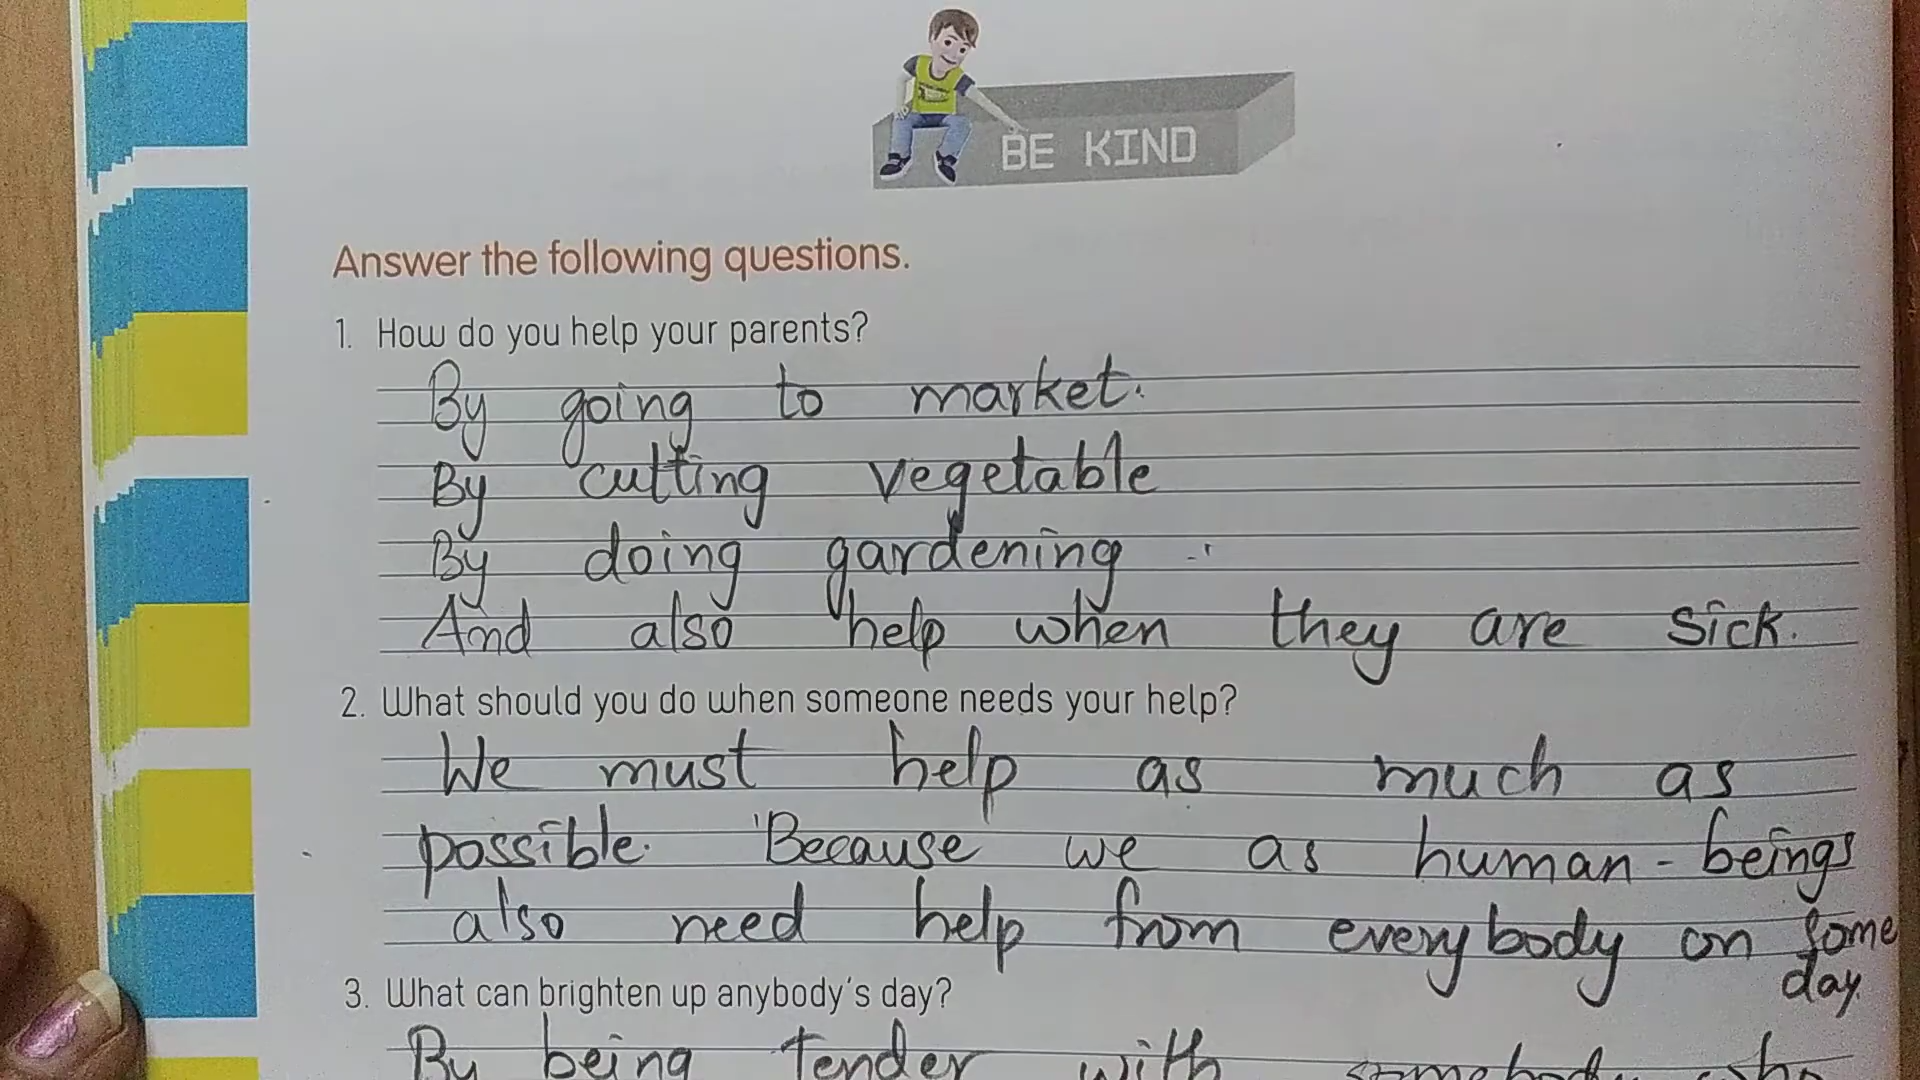 BE KIND
Answer the following questions.
1. How do you help your parents?
By going to market.
By cutting vegetable
By doing gardening
And also help when they are sick.
2. What should you do when someone needs your help?
We must help as much as
possible. Because we as human-beings
also need help from everybody on some
day.
3. What can brighten up anybody's day?
By being tender with somebody who